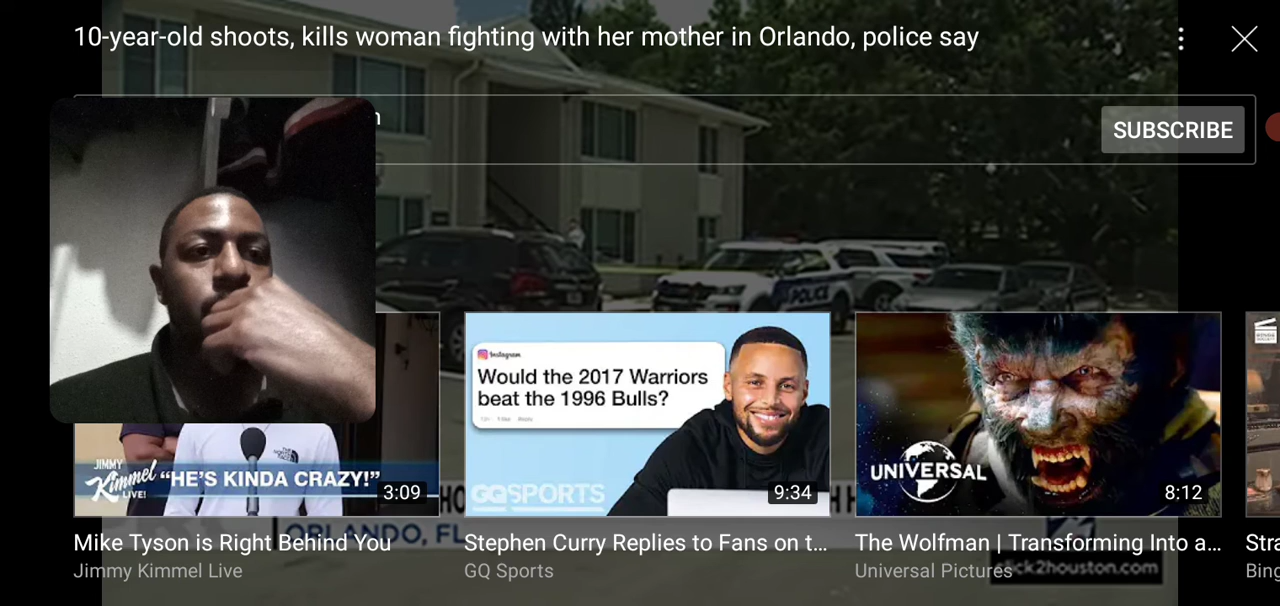 10-year-old shoots, kills woman fighting with her mother in Orlando, police say
SUBSCRIBE
POLICE
Instagram
Would the 2017 Warriors
beat the 1996 Bulls?
JIMMY
Kimmel
LIVE!
“HE'S KINDA CRAZY!”
3:09
GQ SPORTS
9:34
UNIVERSAL
8:12
ORLANDO, FL
Mike Tyson is Right Behind You
Jimmy Kimmel Live
Stephen Curry Replies to Fans on t...
GQ Sports
The Wolfman | Transforming Into a...
Universal Pictures
click2houston.com
Stra
Bing